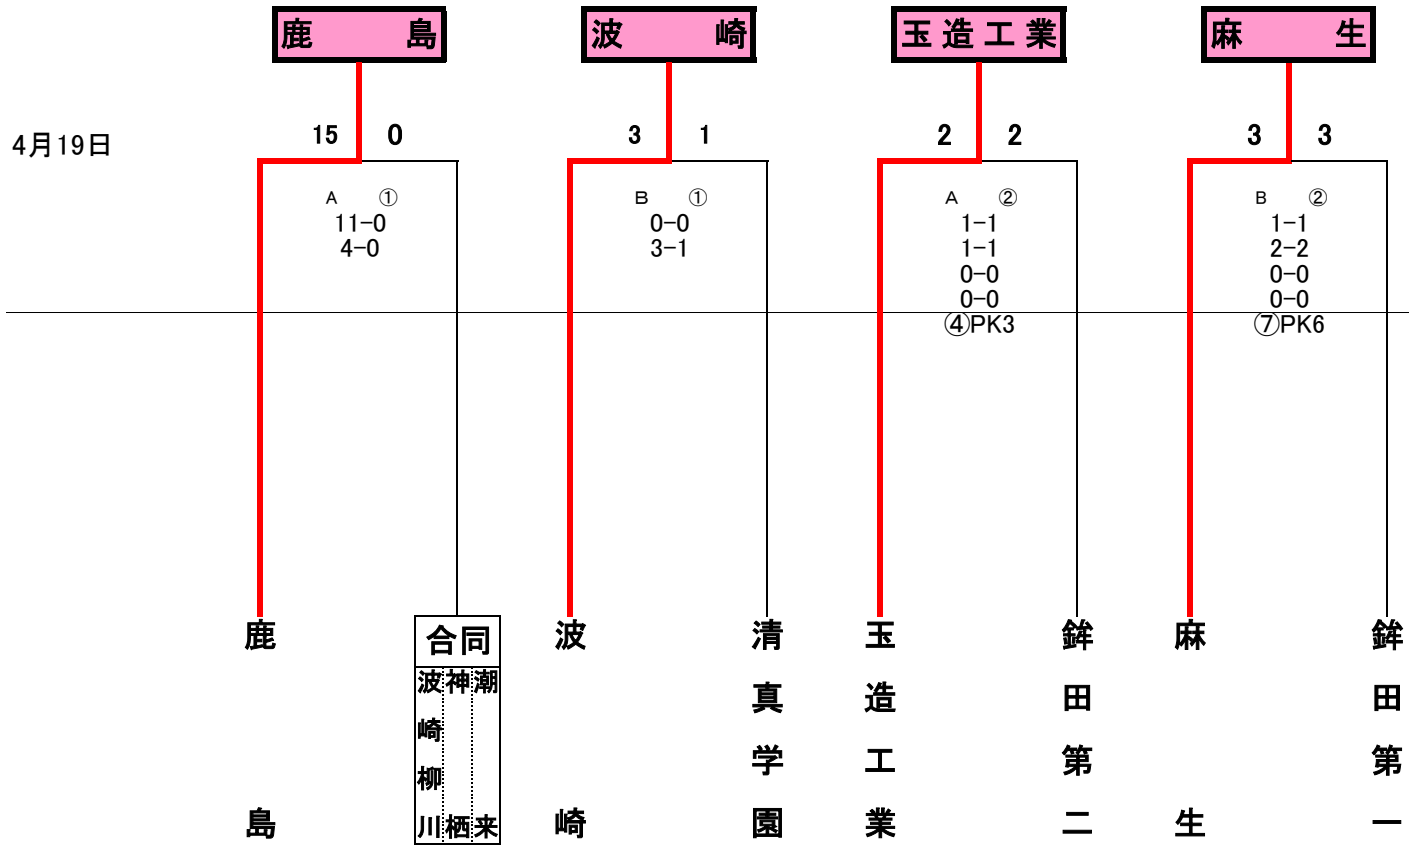 鹿島
波崎
玉造工業
麻生
4月19日
15 0
3 1
2 2
3 3
A ①
11-0
4-0
B ①
0-0
3-1
A ②
1-1
1-1
0-0
0-0
④PK3
B ②
1-1
2-2
0-0
0-0
⑦PK6
鹿島
合同
波崎柳川
神栖
潮来
波崎
清真学園
玉造工業
鉾田第二
麻生
鉾田第一